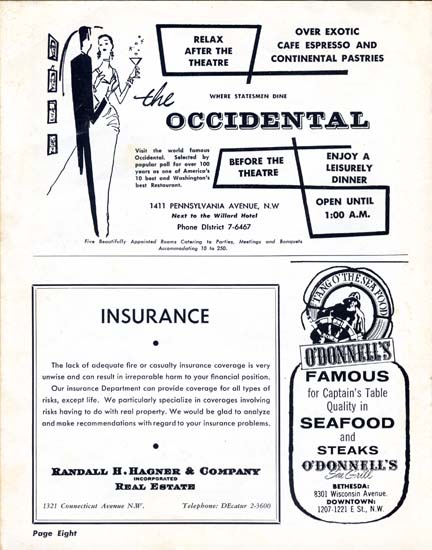 RELAX
AFTER THE
THEATRE
OVER EXOTIC
CAFE ESPRESSO AND
CONTINENTAL PASTRIES
the
WHERE STATESMEN DINE
OCCIDENTAL
Visit the world famous
Occidental. Selected by
popular poll for over 100
years as one of America's
10 best and Washington's
best Restaurant.
BEFORE THE
THEATRE
ENJOY A
LEISURELY
DINNER
OPEN UNTIL
1:00 A.M.
1411 PENNSYLVANIA AVENUE, N.W
Next to the Willard Hotel
Phone DIstrict 7-6467
Five Beautifully Appointed Rooms Catering to Parties, Meetings and Banquets
Accommodating 10 to 250.
INSURANCE
The lack of adequate fire or casualty insurance coverage is very
unwise and can result in irreparable harm to your financial position.
Our insurance Department can provide coverage for all types of
risks, except life. We particularly specialize in coverages involving
risks having to do with real property. We would be glad to analyze
and make recommendations with regard to your insurance problems.
RANDALL H. HAGNER & COMPANY
INCORPORATED
REAL ESTATE
1321 Connecticut Avenue N.W. Telephone: DEcatur 2-3600
TANG O' THE SEA FOOD
O'DONNELL'S
FAMOUS
for Captain's Table
Quality in
SEAFOOD
and
STEAKS
O'DONNELL'S
Sea Grill
BETHESDA:
8301 Wisconsin Avenue.
DOWNTOWN:
1207-1221 E St., N.W.
Page Eight